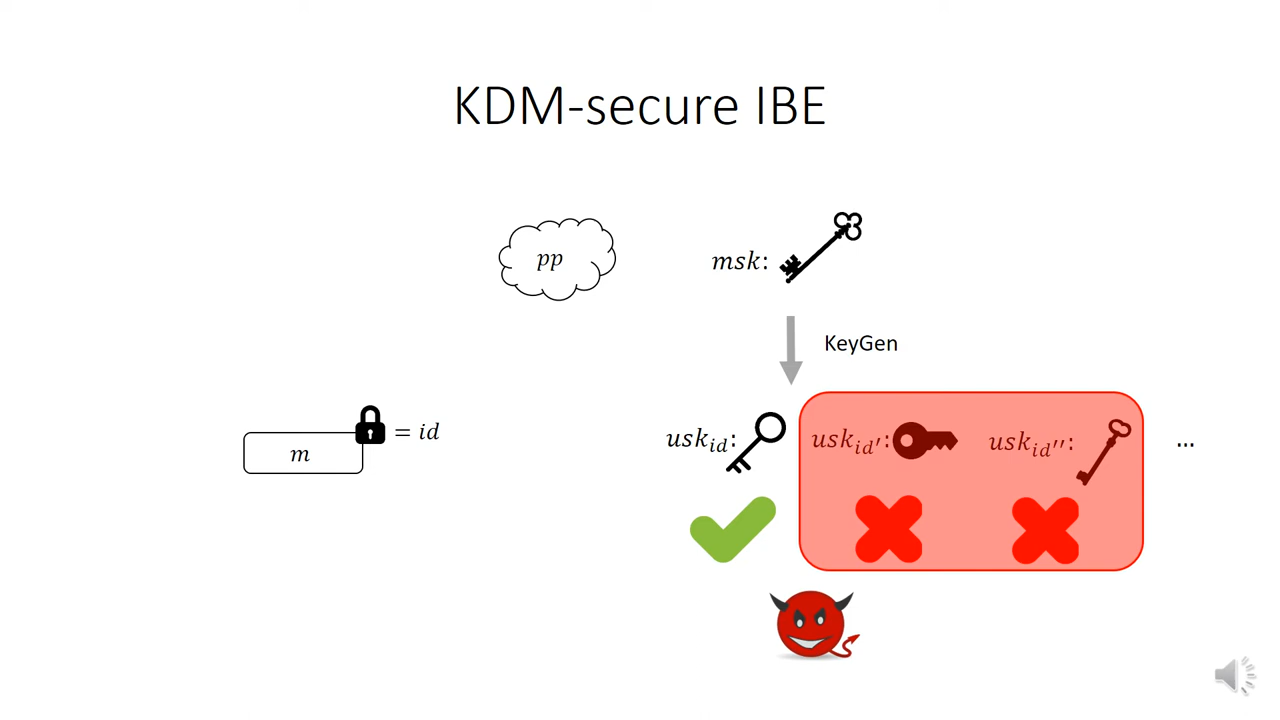 KDM-secure IBE
pp
msk:
KeyGen
m
= id
usk_id:
usk_id':
usk_id'':
...